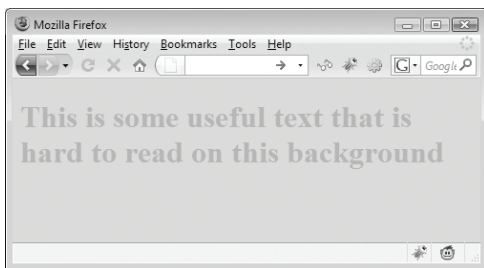 Mozilla Firefox
File Edit View History Bookmarks Tools Help
G Google
This is some useful text that is
hard to read on this background